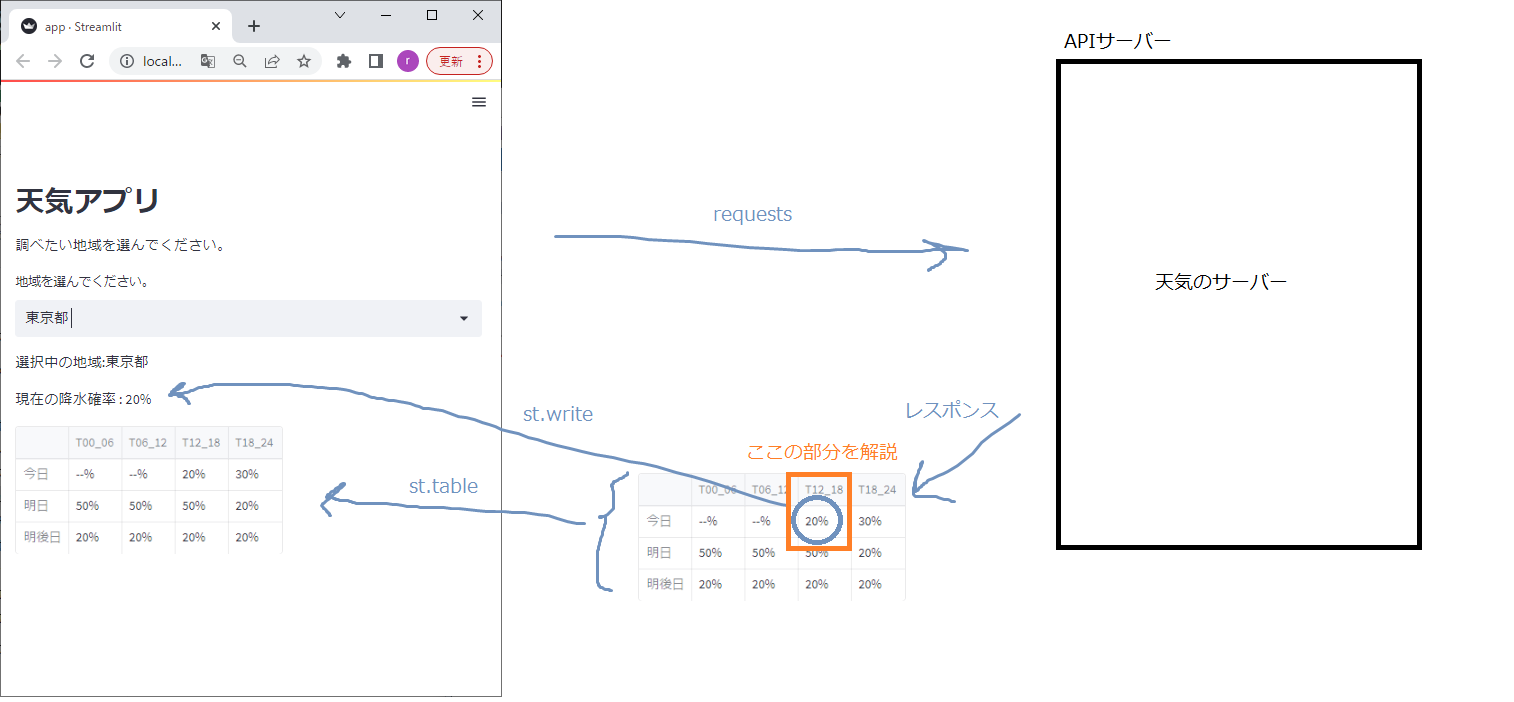 app · Streamlit
local...
r
更新
天気アプリ
調べたい地域を選んでください。
地域を選んでください。
東京都
選択中の地域:東京都
現在の降水確率 : 20%
T00_06 T06_12 T12_18 T18_24
今日 --% --% 20% 30%
明日 50% 50% 50% 20%
明後日 20% 20% 20% 20%
requests
st.write
st.table
レスポンス
ここの部分を解説
T00_06 T06_12 T12_18 T18_24
今日 --% --% 20% 30%
明日 50% 50% 50% 20%
明後日 20% 20% 20% 20%
APIサーバー
天気のサーバー